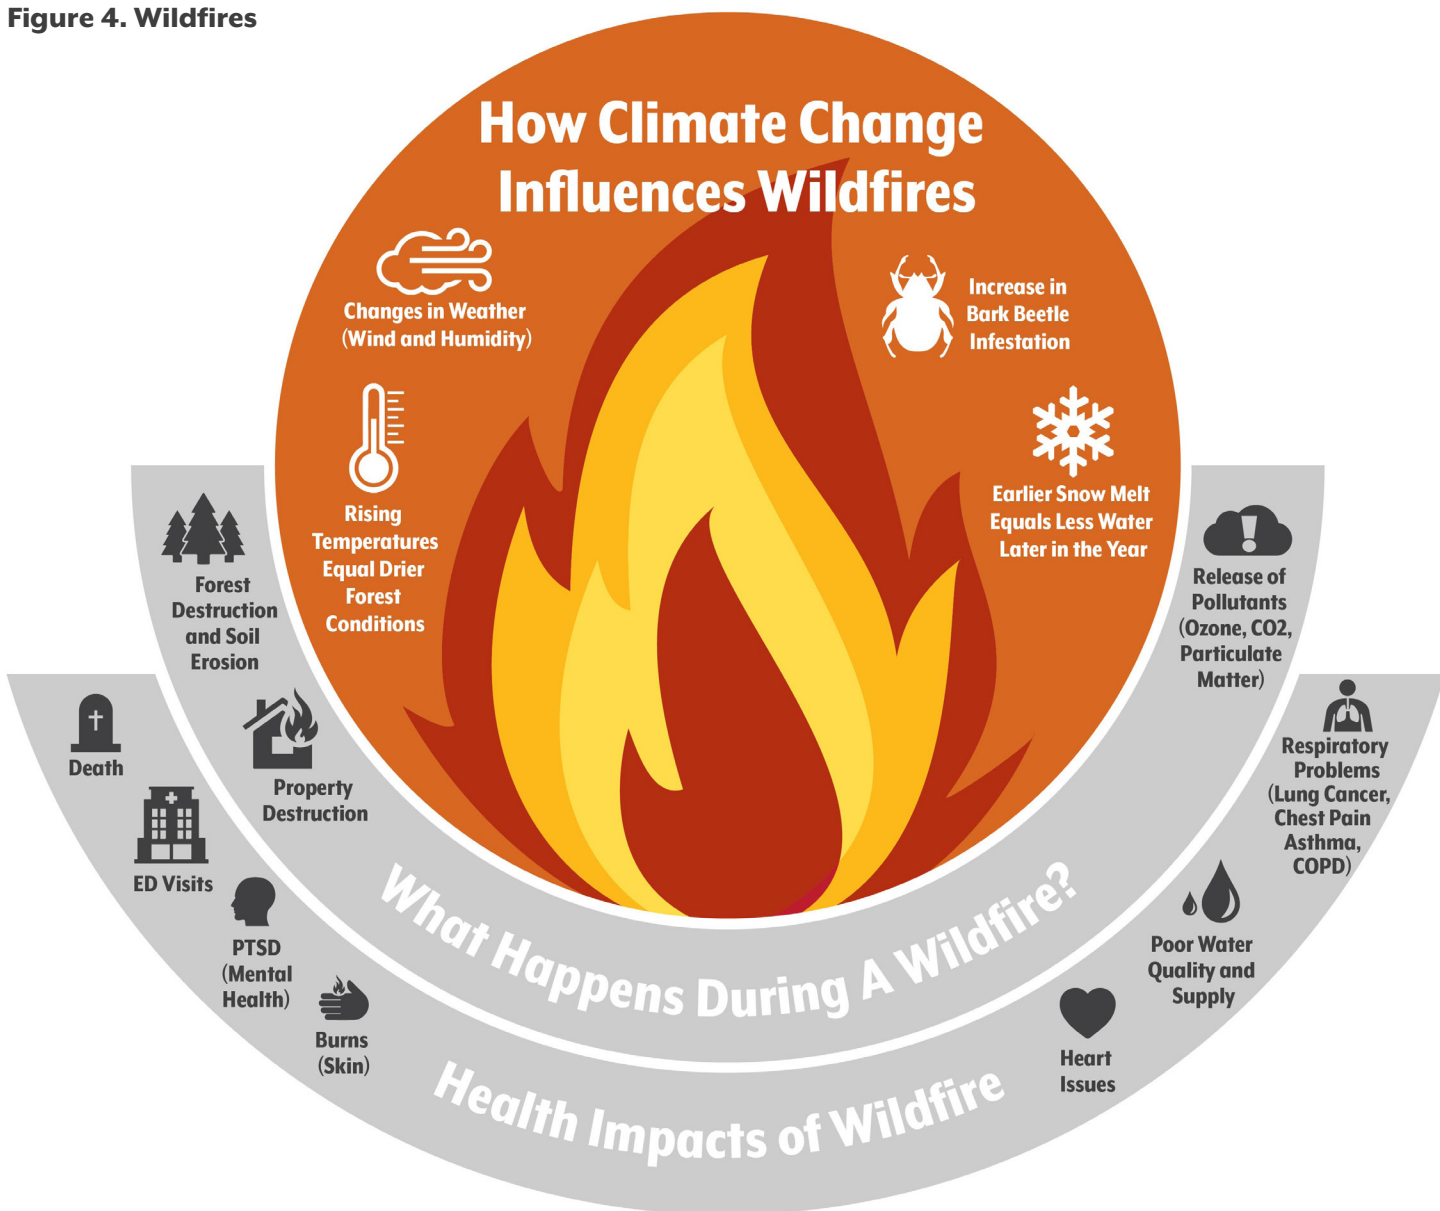 Figure 4. Wildfires
How Climate Change
Influences Wildfires
Changes in Weather
(Wind and Humidity)
Increase in
Bark Beetle
Infestation
Rising
Temperatures
Equal Drier
Forest
Conditions
Earlier Snow Melt
Equals Less Water
Later in the Year
Forest
Destruction
and Soil
Erosion
Property
Destruction
What Happens During A Wildfire?
Release of
Pollutants
(Ozone, CO2,
Particulate
Matter)
Death
ED Visits
PTSD
(Mental
Health)
Burns
(Skin)
Health Impacts of Wildfire
Heart
Issues
Poor Water
Quality and
Supply
Respiratory
Problems
(Lung Cancer,
Chest Pain
Asthma,
COPD)